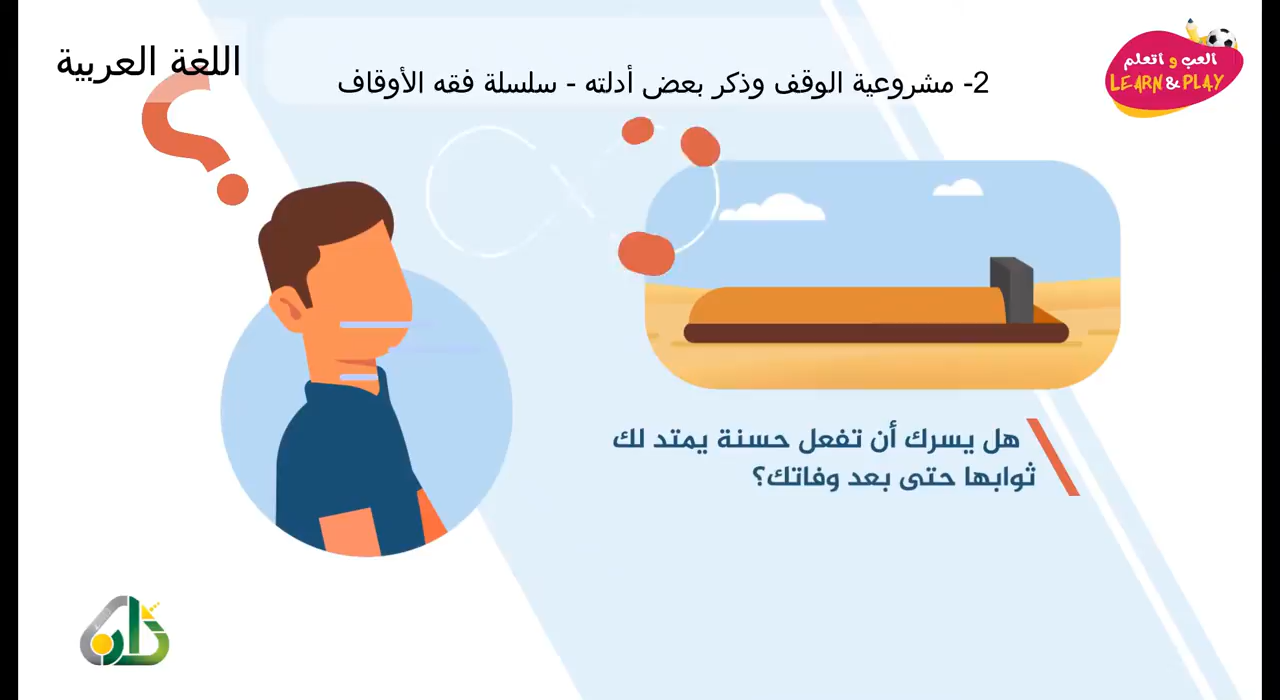 اللغة العربية
2- مشروعية الوقف وذكر بعض أدلته - سلسلة فقه الأوقاف
العب و اتعلم
LEARN & PLAY
؟
هل يسرك أن تفعل حسنة يمتد لك
ثوابها حتى بعد وفاتك؟